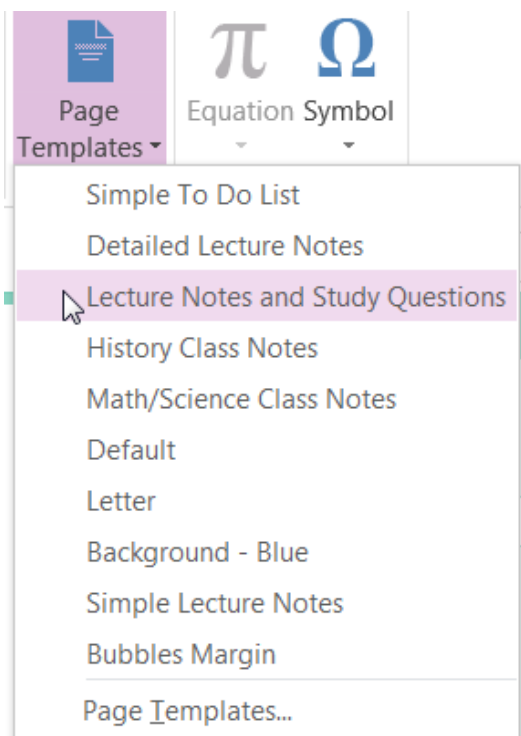 Page Templates
Equation
Symbol
Simple To Do List
Detailed Lecture Notes
Lecture Notes and Study Questions
History Class Notes
Math/Science Class Notes
Default
Letter
Background - Blue
Simple Lecture Notes
Bubbles Margin
Page Templates...